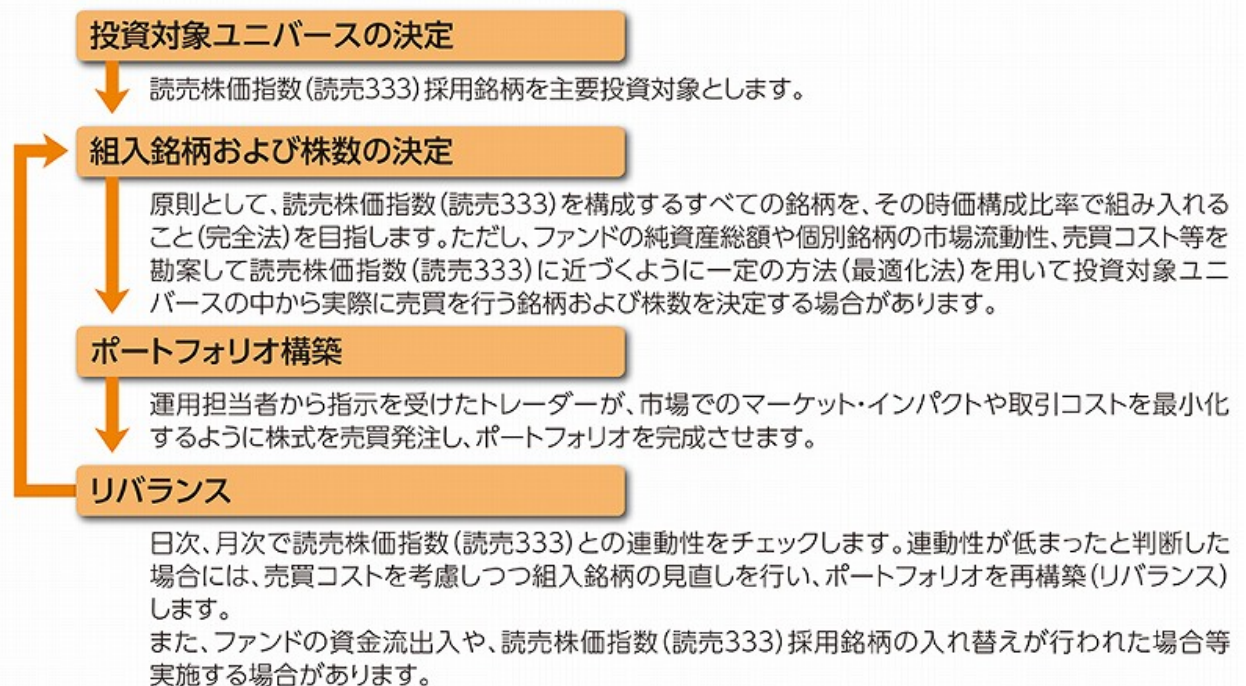 投資対象ユニバースの決定
読売株価指数(読売333)採用銘柄を主要投資対象とします。
組入銘柄および株数の決定
原則として、読売株価指数(読売333)を構成するすべての銘柄を、その時価構成比率で組み入れる
こと(完全法)を目指します。ただし、ファンドの純資産総額や個別銘柄の市場流動性、売買コスト等を
勘案して読売株価指数(読売333)に近づくように一定の方法(最適化法)を用いて投資対象ユニ
バースの中から実際に売買を行う銘柄および株数を決定する場合があります。
ポートフォリオ構築
運用担当者から指示を受けたトレーダーが、市場でのマーケット・インパクトや取引コストを最小化
するように株式を売買発注し、ポートフォリオを完成させます。
リバランス
日次、月次で読売株価指数(読売333)との連動性をチェックします。連動性が低まったと判断した
場合には、売買コストを考慮しつつ組入銘柄の見直しを行い、ポートフォリオを再構築(リバランス)
します。
また、ファンドの資金流出入や、読売株価指数(読売333)採用銘柄の入れ替えが行われた場合等
実施する場合があります。